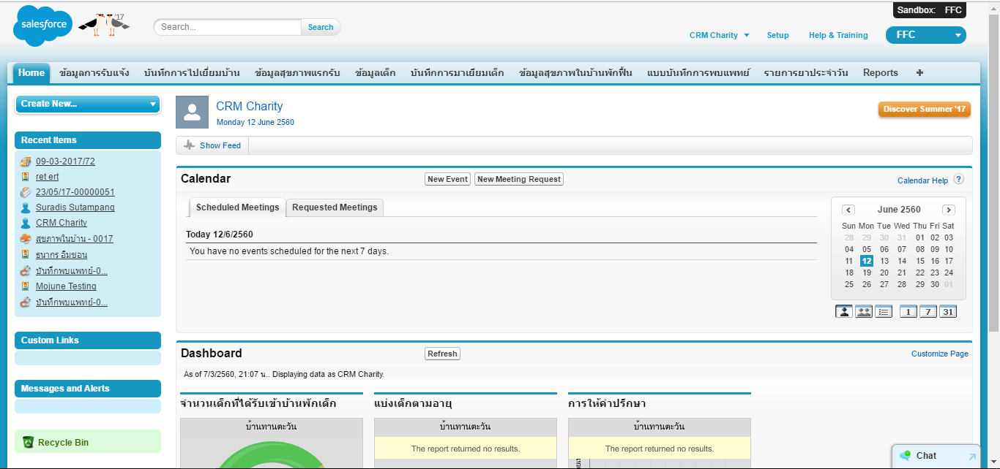 Sandbox: FFC
salesforce
'17
Search...
Search
CRM Charity
Setup
Help & Training
FFC
Home
ข้อมูลการรับแจ้ง
บันทึกการไปเยี่ยมบ้าน
ข้อมูลสุขภาพแรกรับ
ข้อมูลเด็ก
บันทึกการมาเยี่ยมเด็ก
ข้อมูลสุขภาพในบ้านพักฟื้น
แบบบันทึกการพบแพทย์
รายการยาประจำวัน
Reports
Create New...
CRM Charity
Monday 12 June 2560
Discover Summer '17
Show Feed
Recent Items
09-03-2017/72
ret ert
23/05/17-00000051
Suradis Sutampang
CRM Charity
สุขภาพในบ้าน - 0017
ธนากร อิ่มซอน
บันทึกพบแพทย์-0...
Mojune Testing
บันทึกพบแพทย์-0...
Custom Links
Messages and Alerts
Recycle Bin
Calendar
New Event
New Meeting Request
Calendar Help ?
Scheduled Meetings
Requested Meetings
Today 12/6/2560
You have no events scheduled for the next 7 days.
June 2560
Sun Mon Tue Wed Thu Fri Sat
28 29 30 31 01 02 03
04 05 06 07 08 09 10
11 12 13 14 15 16 17
18 19 20 21 22 23 24
25 26 27 28 29 30 01
1 7 31
Dashboard
Refresh
Customize Page
As of 7/3/2560, 21:07 น.. Displaying data as CRM Charity.
จำนวนเด็กที่ได้รับเข้าบ้านพักเด็ก
บ้านทานตะวัน
แบ่งเด็กตามอายุ
บ้านทานตะวัน
The report returned no results.
การให้คำปรึกษา
บ้านทานตะวัน
The report returned no results.
Chat